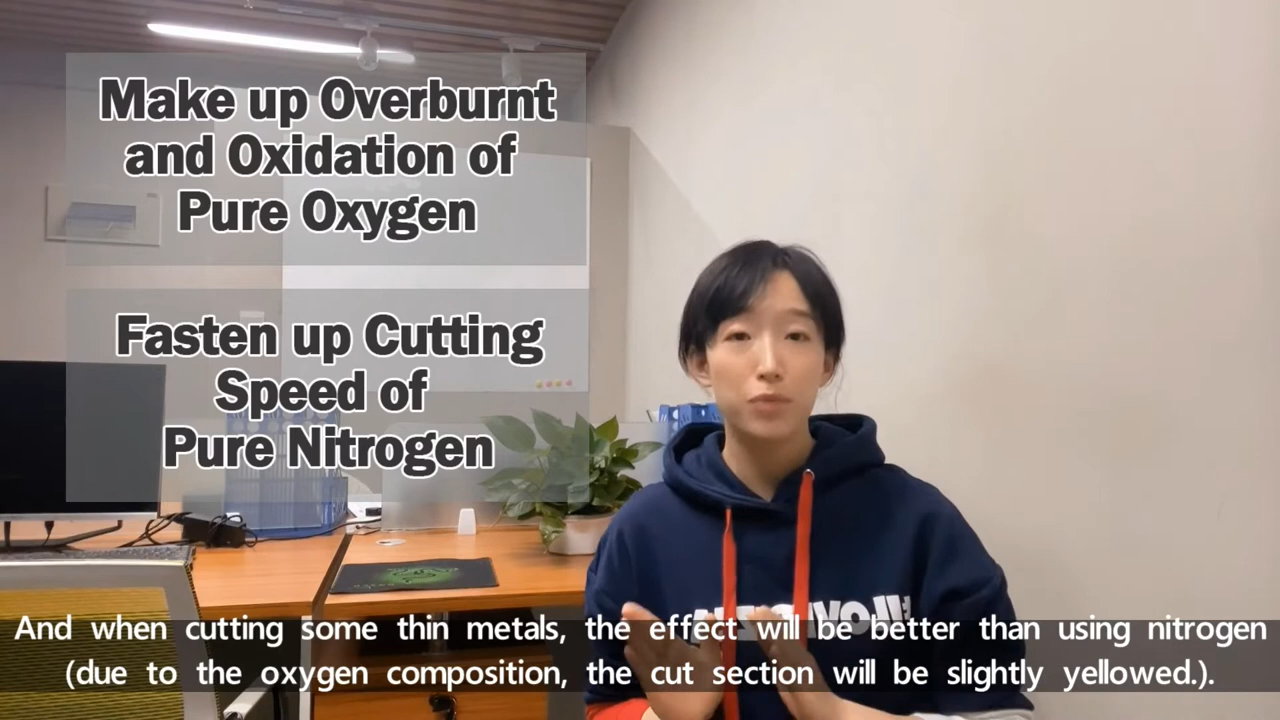 Make up Overburnt
and Oxidation of
Pure Oxygen
Fasten up Cutting
Speed of
Pure Nitrogen
And when cutting some thin metals, the effect will be better than using nitrogen
(due to the oxygen composition, the cut section will be slightly yellowed.).